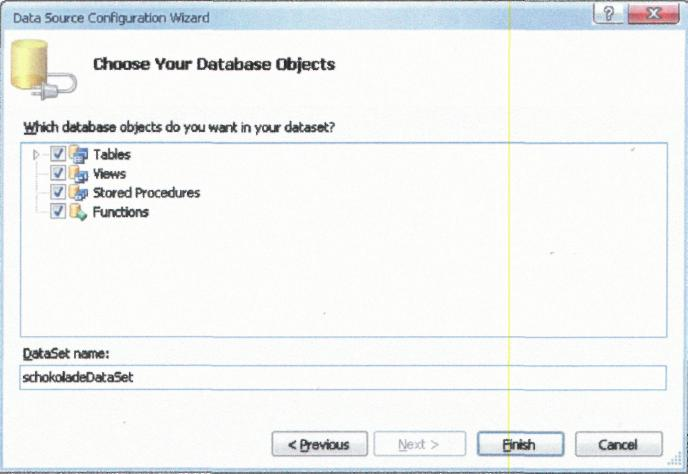 Data Source Configuration Wizard
Choose Your Database Objects
Which database objects do you want in your dataset?
Tables
Views
Stored Procedures
Functions
DataSet name:
schokoladeDataSet
< Previous
Next >
Finish
Cancel